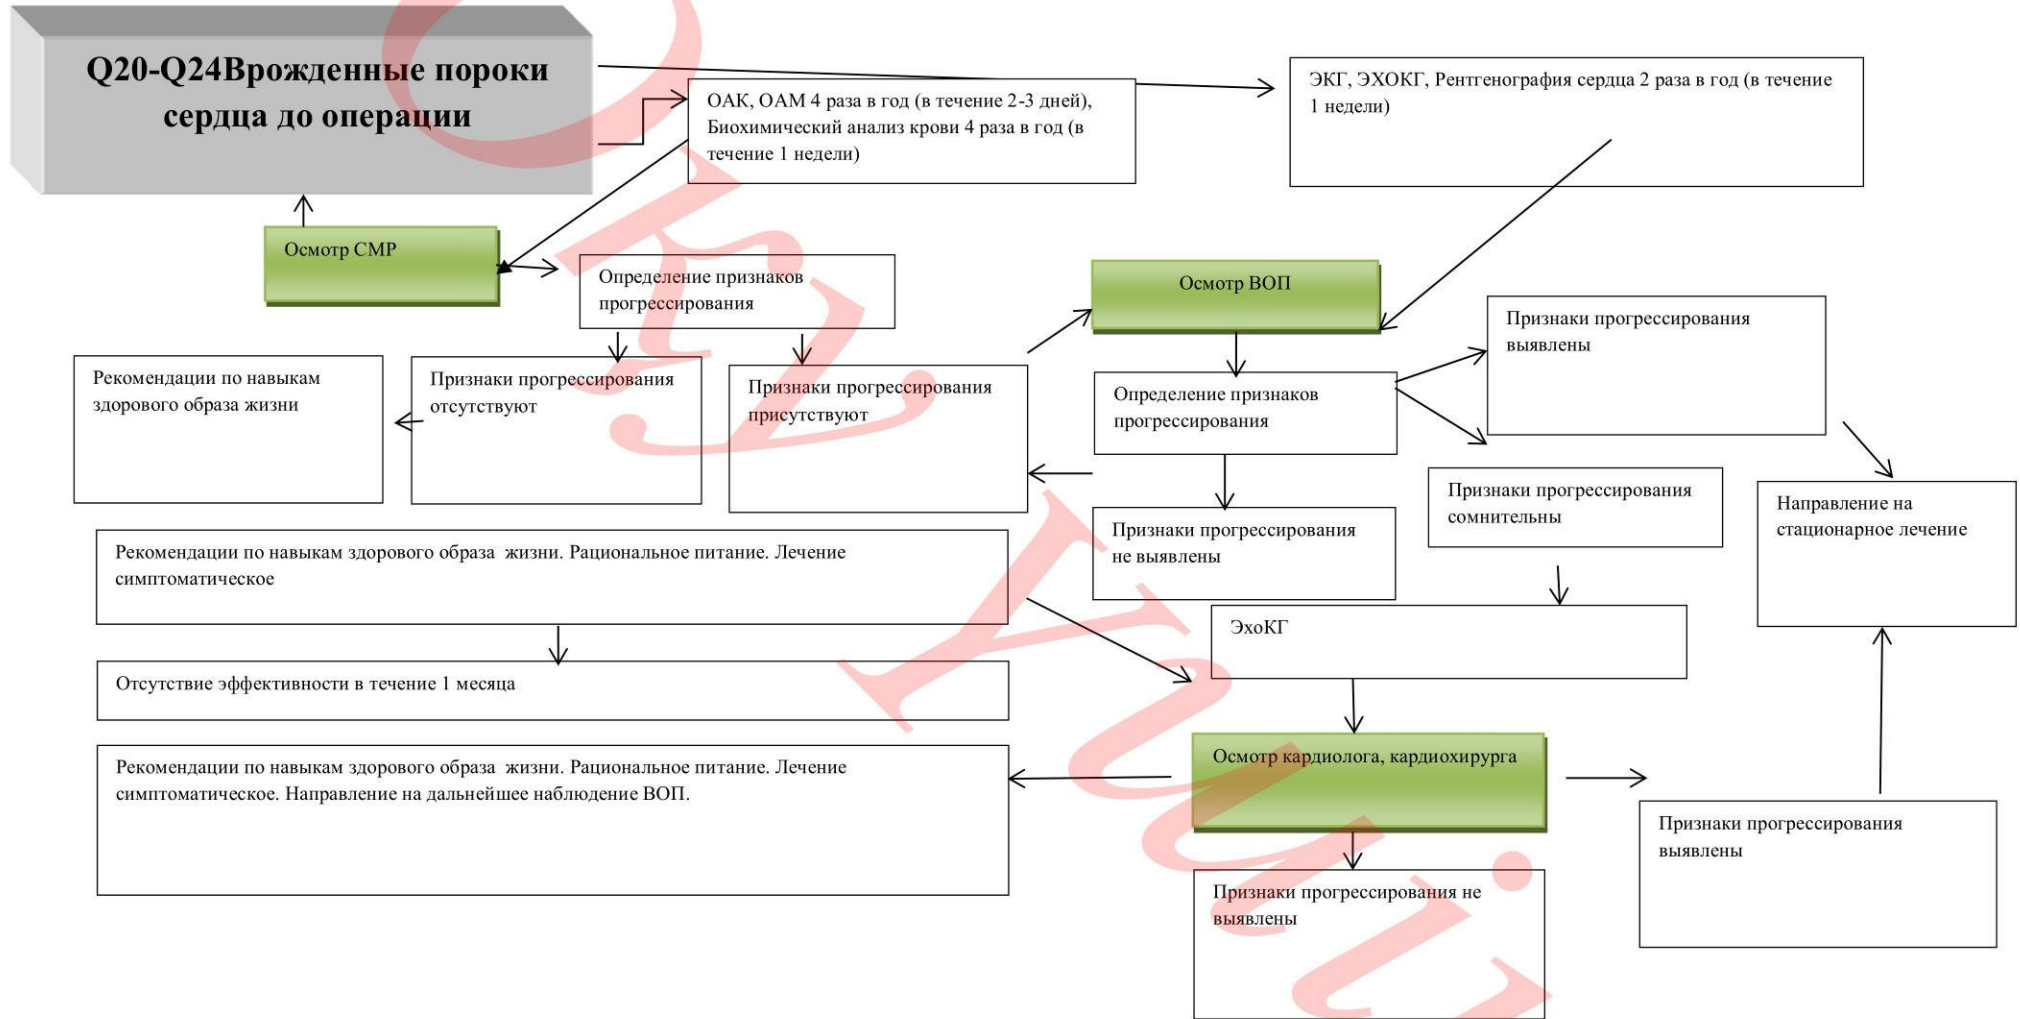 Q20-Q24Врожденные пороки
сердца до операции
ОАК, ОАМ 4 раза в год (в течение 2-3 дней),
Биохимический анализ крови 4 раза в год (в
течение 1 недели)
ЭКГ, ЭХОКГ, Рентгенография сердца 2 раза в год (в течение
1 недели)
Осмотр СМР
Определение признаков
прогрессирования
Осмотр ВОП
Признаки прогрессирования
выявлены
Рекомендации по навыкам
здорового образа жизни
Признаки прогрессирования
отсутствуют
Признаки прогрессирования
присутствуют
Определение признаков
прогрессирования
Признаки прогрессирования
не выявлены
Признаки прогрессирования
сомнительны
Направление на
стационарное лечение
Рекомендации по навыкам здорового образа  жизни. Рациональное питание. Лечение
симптоматическое
ЭхоКГ
Отсутствие эффективности в течение 1 месяца
Рекомендации по навыкам здорового образа  жизни. Рациональное питание. Лечение
симптоматическое. Направление на дальнейшее наблюдение ВОП.
Осмотр кардиолога, кардиохирурга
Признаки прогрессирования
выявлены
Признаки прогрессирования не
выявлены